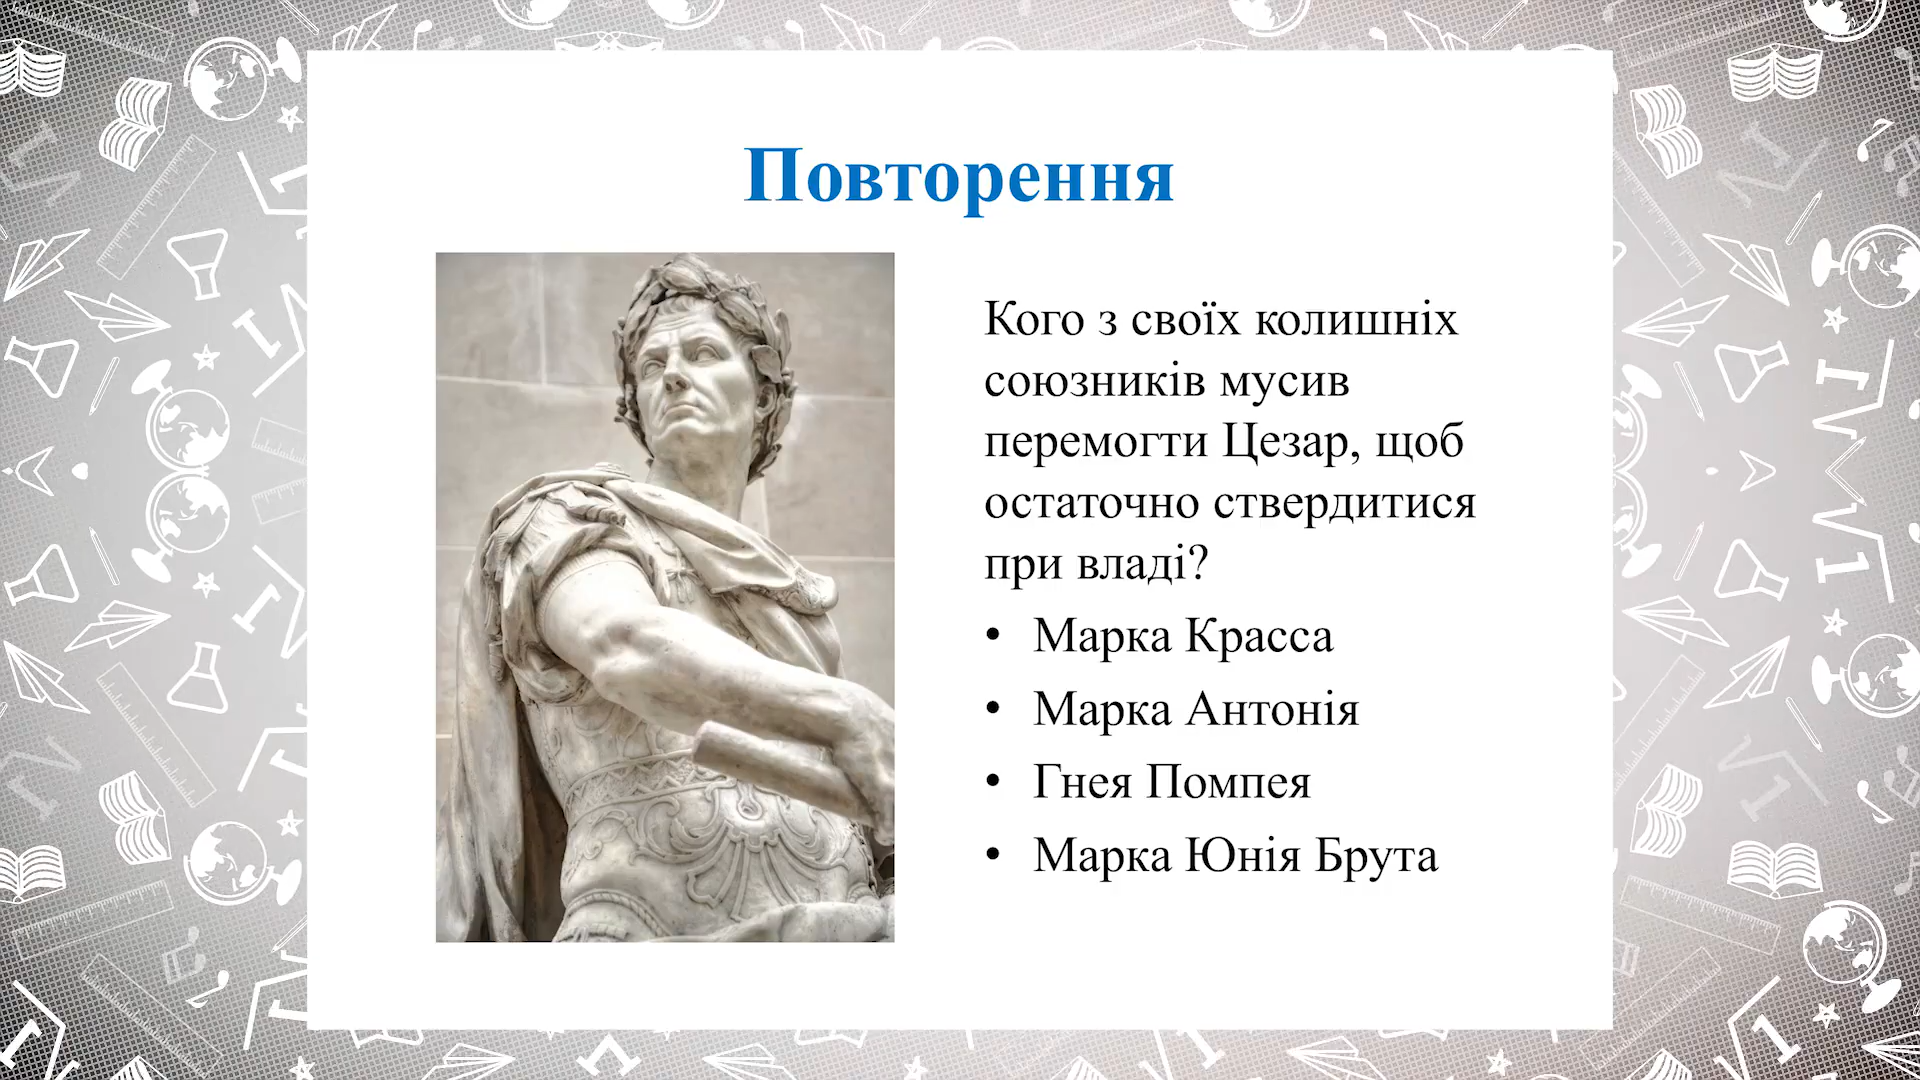 Повторення
Кого з своїх колишніх
союзників мусив
перемогти Цезар, щоб
остаточно ствердитися
при владі?
• Марка Красса
• Марка Антонія
• Гнея Помпея
• Марка Юнія Брута